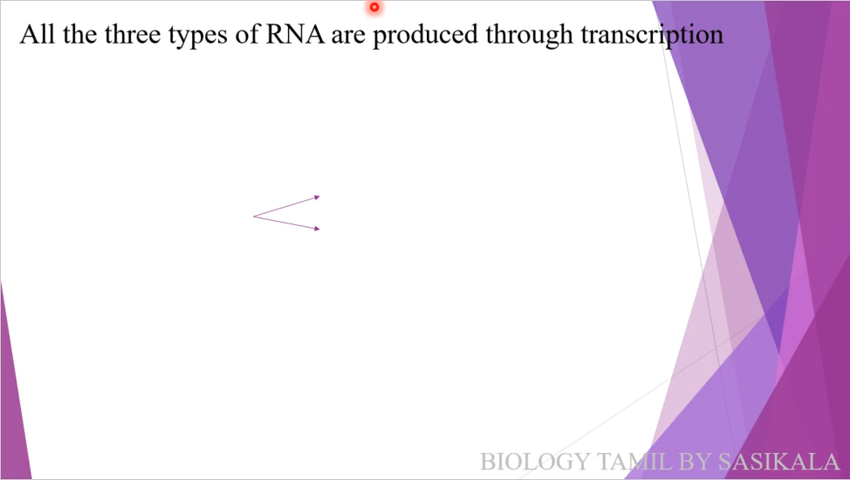 All the three types of RNA are produced through transcription
BIOLOGY TAMIL BY SASIKALA